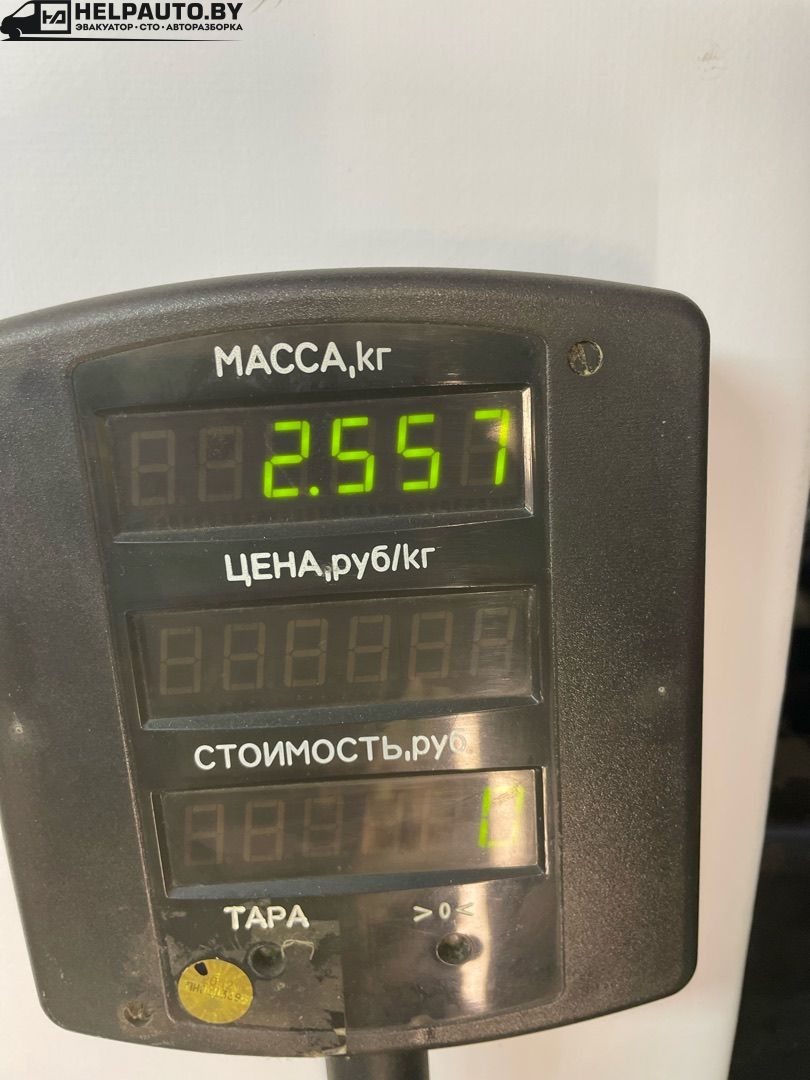 HELPAUTO.BY
ЭВАКУАТОР • СТО • АВТОРАЗБОРКА
МАССА,кг
2.557
ЦЕНА,руб/кг
СТОИМОСТЬ,руб
0
ТАРА >0<